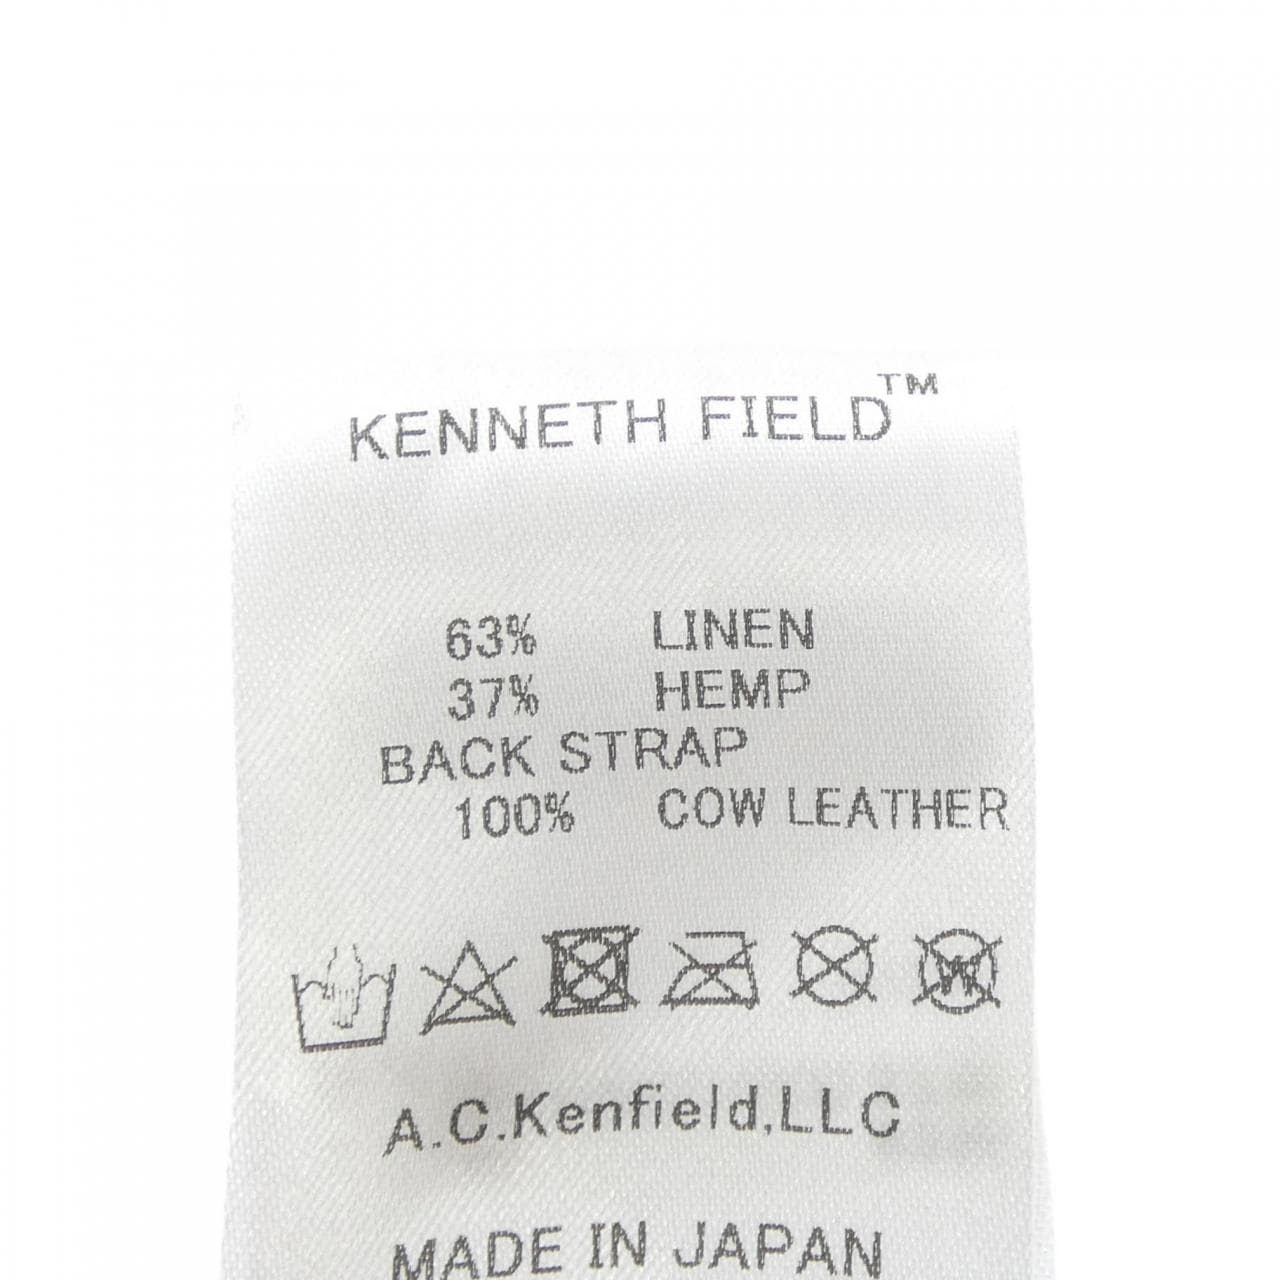 KENNETH FIELD™
63% LINEN
37% HEMP
BACK STRAP
100% COW LEATHER
W
A.C.Kenfield,LLC
MADE IN JAPAN